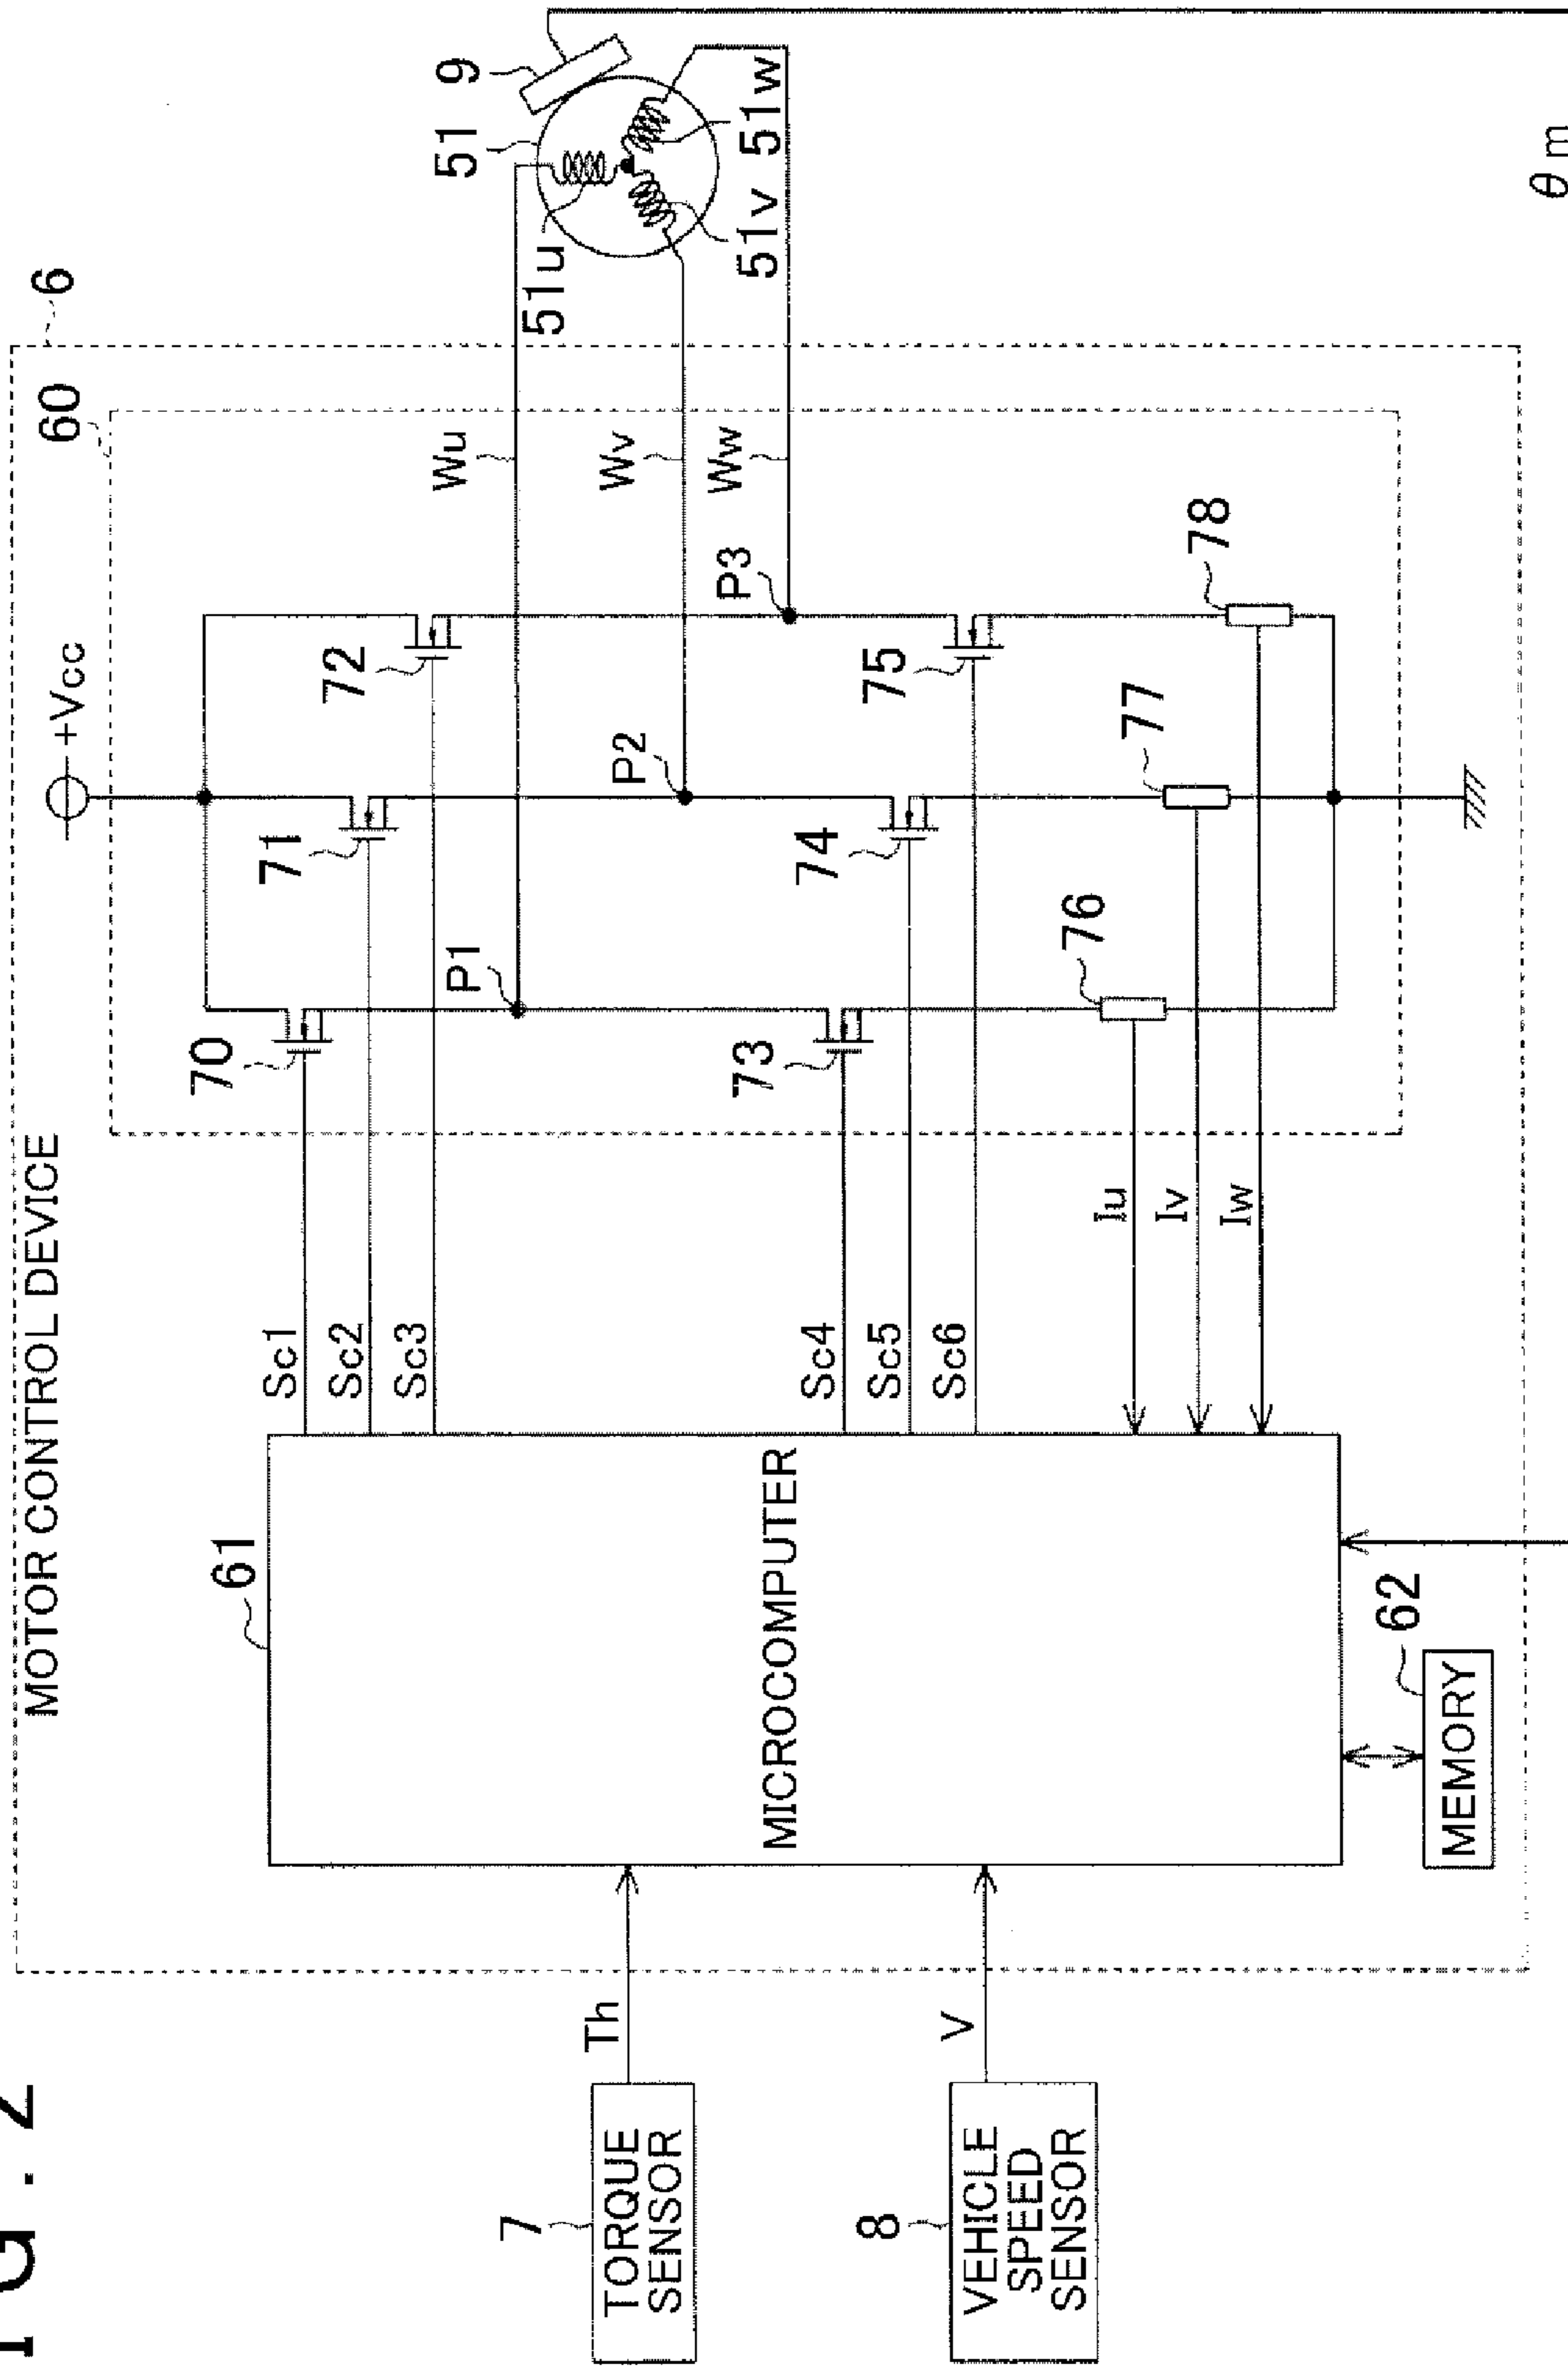 FIG. 2
MOTOR CONTROL DEVICE
6
60
+Vcc
61
70
71
72
Sc1
Sc2
Sc3
P1
P2
P3
Wu
Wv
Ww
51
9
51u
51v
51w
7
TORQUE
SENSOR
Th
8
VEHICLE
SPEED
SENSOR
V
MICROCOMPUTER
Sc4
Sc5
Sc6
73
74
75
76
77
78
Iu
Iv
Iw
62
MEMORY
θm